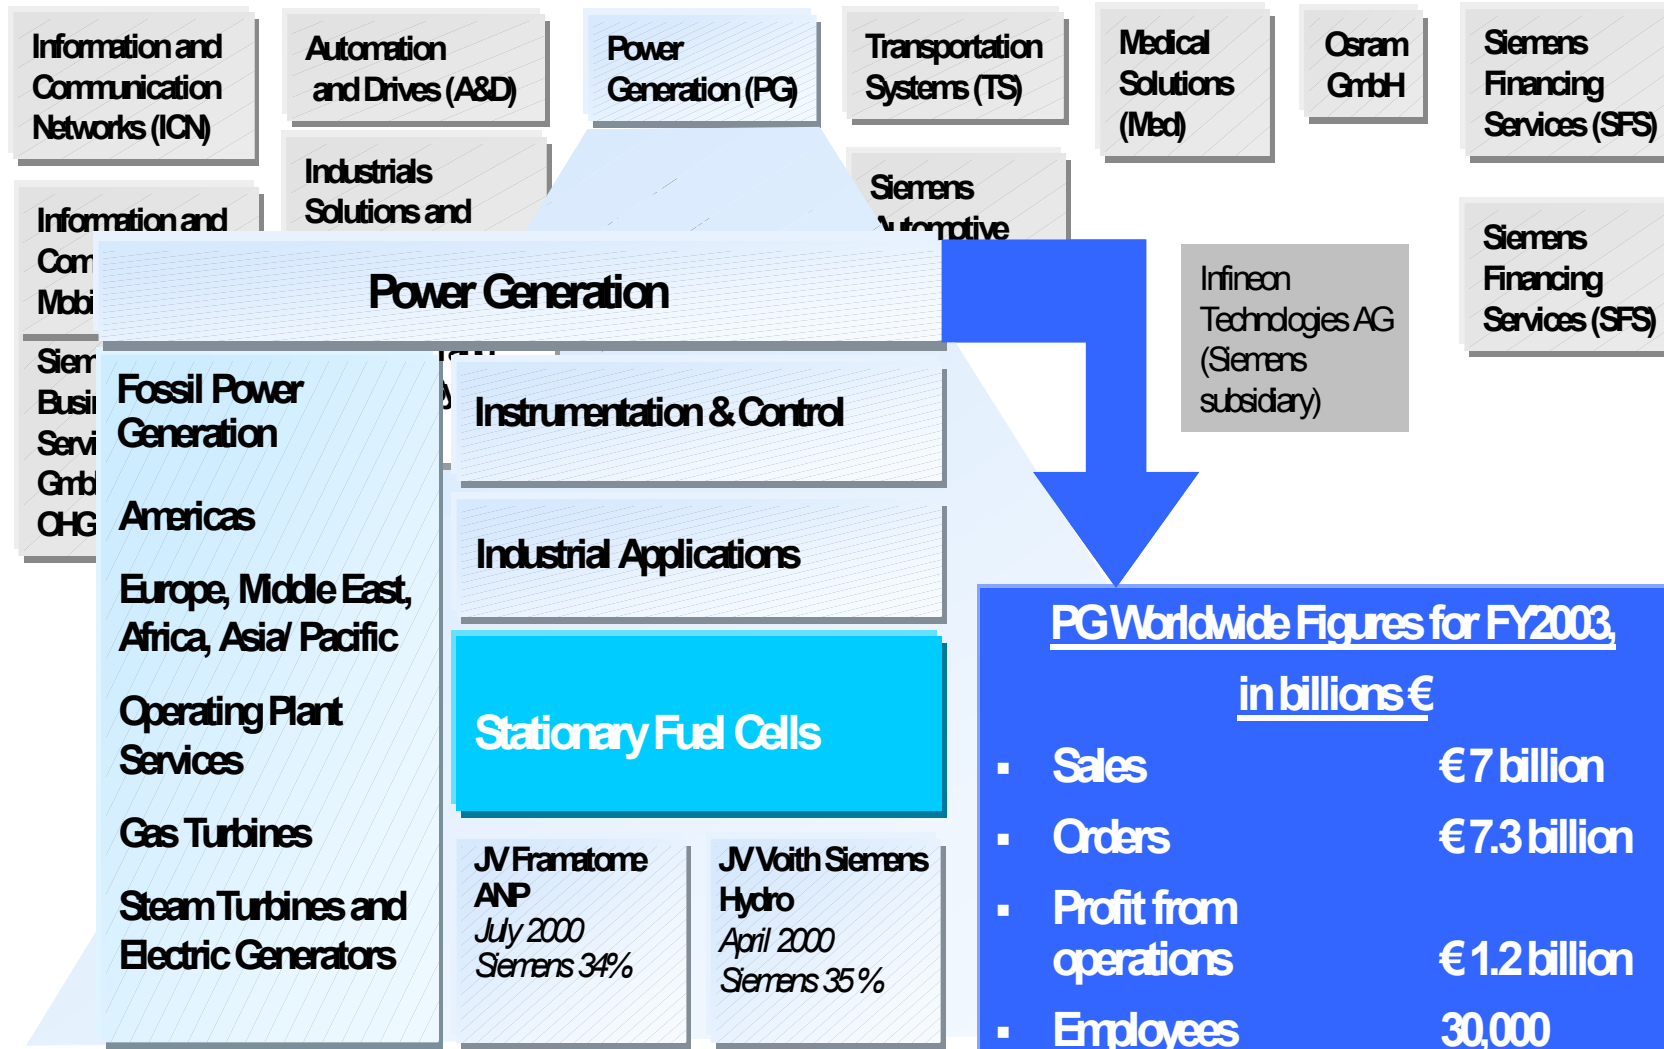 Information and
Communication
Networks (ICN)
Automation
and Drives (A&D)
Power
Generation (PG)
Transportation
Systems (TS)
Medical
Solutions
(Med)
Osram
GmbH
Siemens
Financing
Services (SFS)
Information and
Industrials
Solutions and
Siemens
Automotive
Infineon
Technologies AG
(Siemens
subsidiary)
Siemens
Financing
Services (SFS)
Power Generation
Fossil Power
Generation
Americas
Europe, Middle East,
Africa, Asia/ Pacific
Operating Plant
Services
Gas Turbines
Steam Turbines and
Electric Generators
Instrumentation & Control
Industrial Applications
Stationary Fuel Cells
JV Framatome
ANP
July 2000
Siemens 34%
JV Voith Siemens
Hydro
April 2000
Siemens 35 %
OHG
PG Worldwide Figures for FY2003,
in billions €
▪ Sales € 7 billion
▪ Orders € 7.3 billion
▪ Profit from
operations € 1.2 billion
▪ Employees 30,000